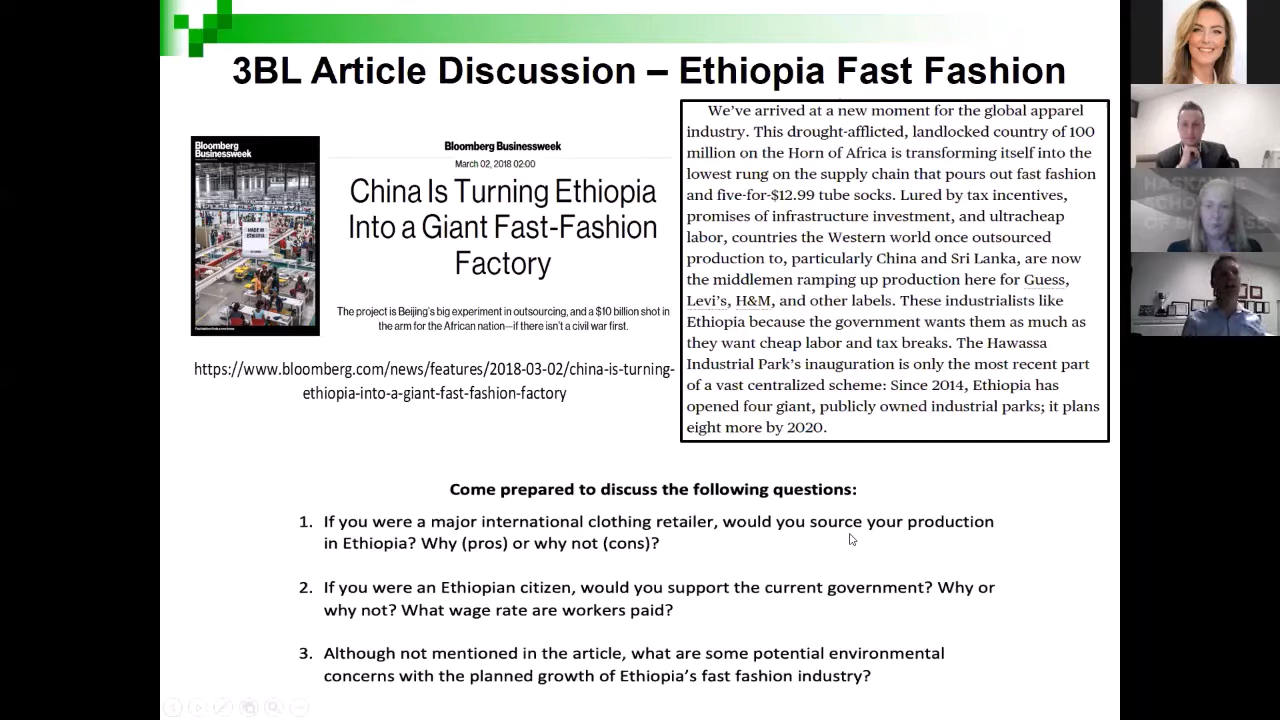 3BL Article Discussion – Ethiopia Fast Fashion
Bloomberg
Businessweek
MADE IN
ETHIOPIA
Bloomberg Businessweek
March 02, 2018 02:00
China Is Turning Ethiopia
Into a Giant Fast-Fashion
Factory
The project is Beijing's big experiment in outsourcing, and a $10 billion shot in
the arm for the African nation—if there isn't a civil war first.
https://www.bloomberg.com/news/features/2018-03-02/china-is-turning-
ethiopia-into-a-giant-fast-fashion-factory
We've arrived at a new moment for the global apparel
industry. This drought-afflicted, landlocked country of 100
million on the Horn of Africa is transforming itself into the
lowest rung on the supply chain that pours out fast fashion
and five-for-$12.99 tube socks. Lured by tax incentives,
promises of infrastructure investment, and ultracheap
labor, countries the Western world once outsourced
production to, particularly China and Sri Lanka, are now
the middlemen ramping up production here for Guess,
Levi's, H&M, and other labels. These industrialists like
Ethiopia because the government wants them as much as
they want cheap labor and tax breaks. The Hawassa
Industrial Park's inauguration is only the most recent part
of a vast centralized scheme: Since 2014, Ethiopia has
opened four giant, publicly owned industrial parks; it plans
eight more by 2020.
Come prepared to discuss the following questions:
1. If you were a major international clothing retailer, would you source your production
in Ethiopia? Why (pros) or why not (cons)?
2. If you were an Ethiopian citizen, would you support the current government? Why or
why not? What wage rate are workers paid?
3. Although not mentioned in the article, what are some potential environmental
concerns with the planned growth of Ethiopia's fast fashion industry?